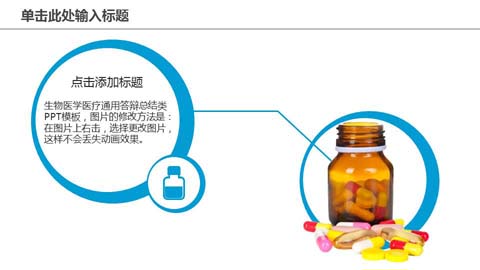 单击此处输入标题
点击添加标题
生物医学医疗通用答辩总结类
PPT模板，图片的修改方法是：
在图片上右击，选择更改图片，
这样不会丢失动画效果。